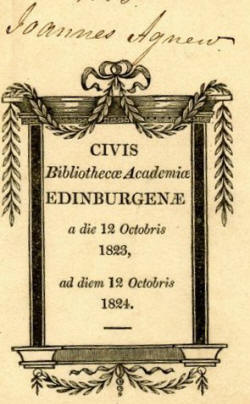 Joannes Agnew
CIVIS
Bibliothecæ Academiæ
EDINBURGENÆ
a die 12 Octobris
1823,
ad diem 12 Octobris
1824.